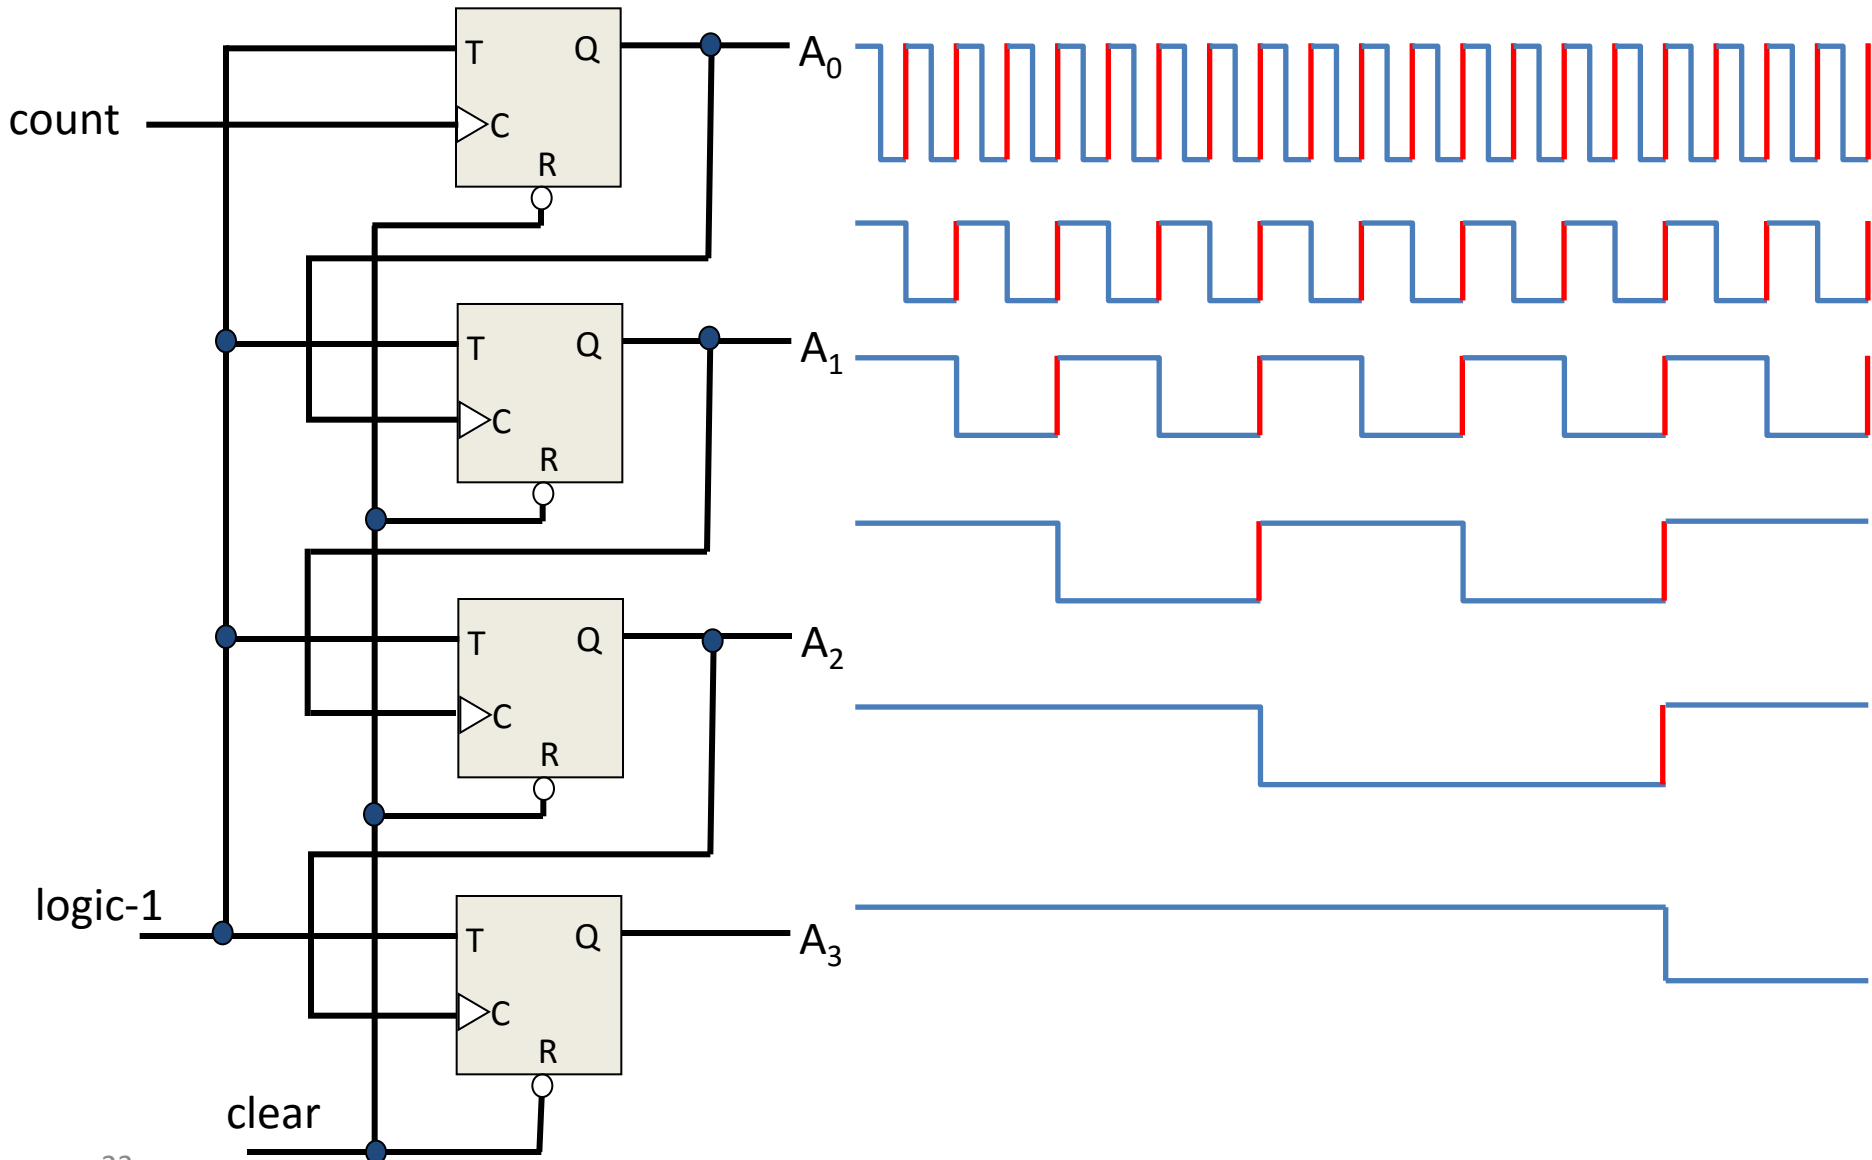 T Q A₀
count C
R
T Q A₁
C
R
T Q A₂
C
R
logic-1 T Q A₃
C
R
clear